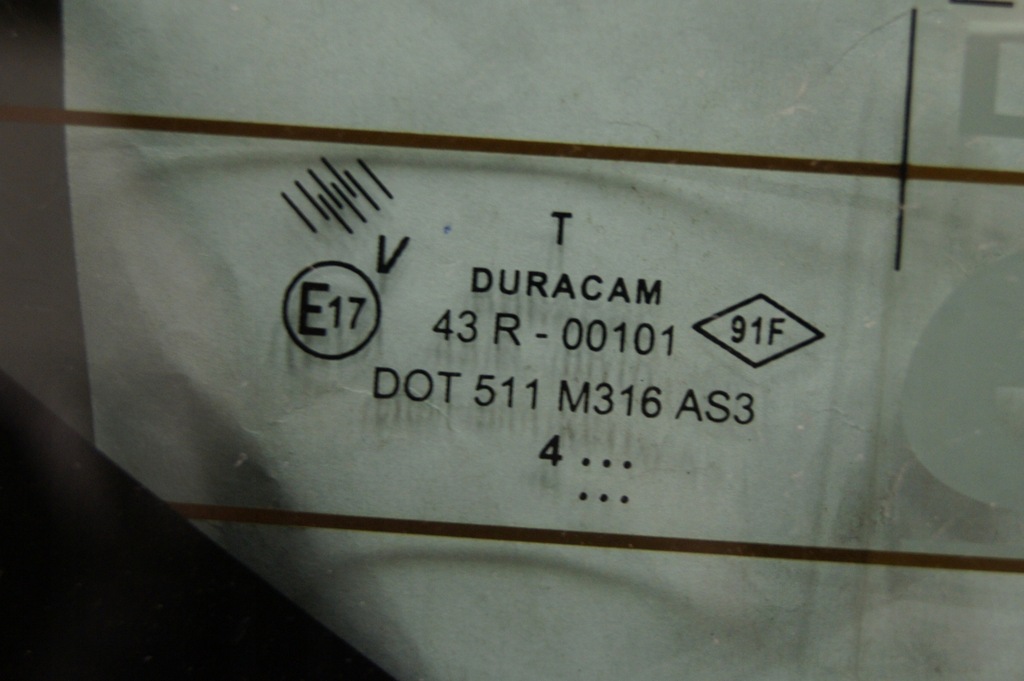 T
V
DURACAM
E17
43 R - 00101
91F
DOT 511 M316 AS3
4 ...
...